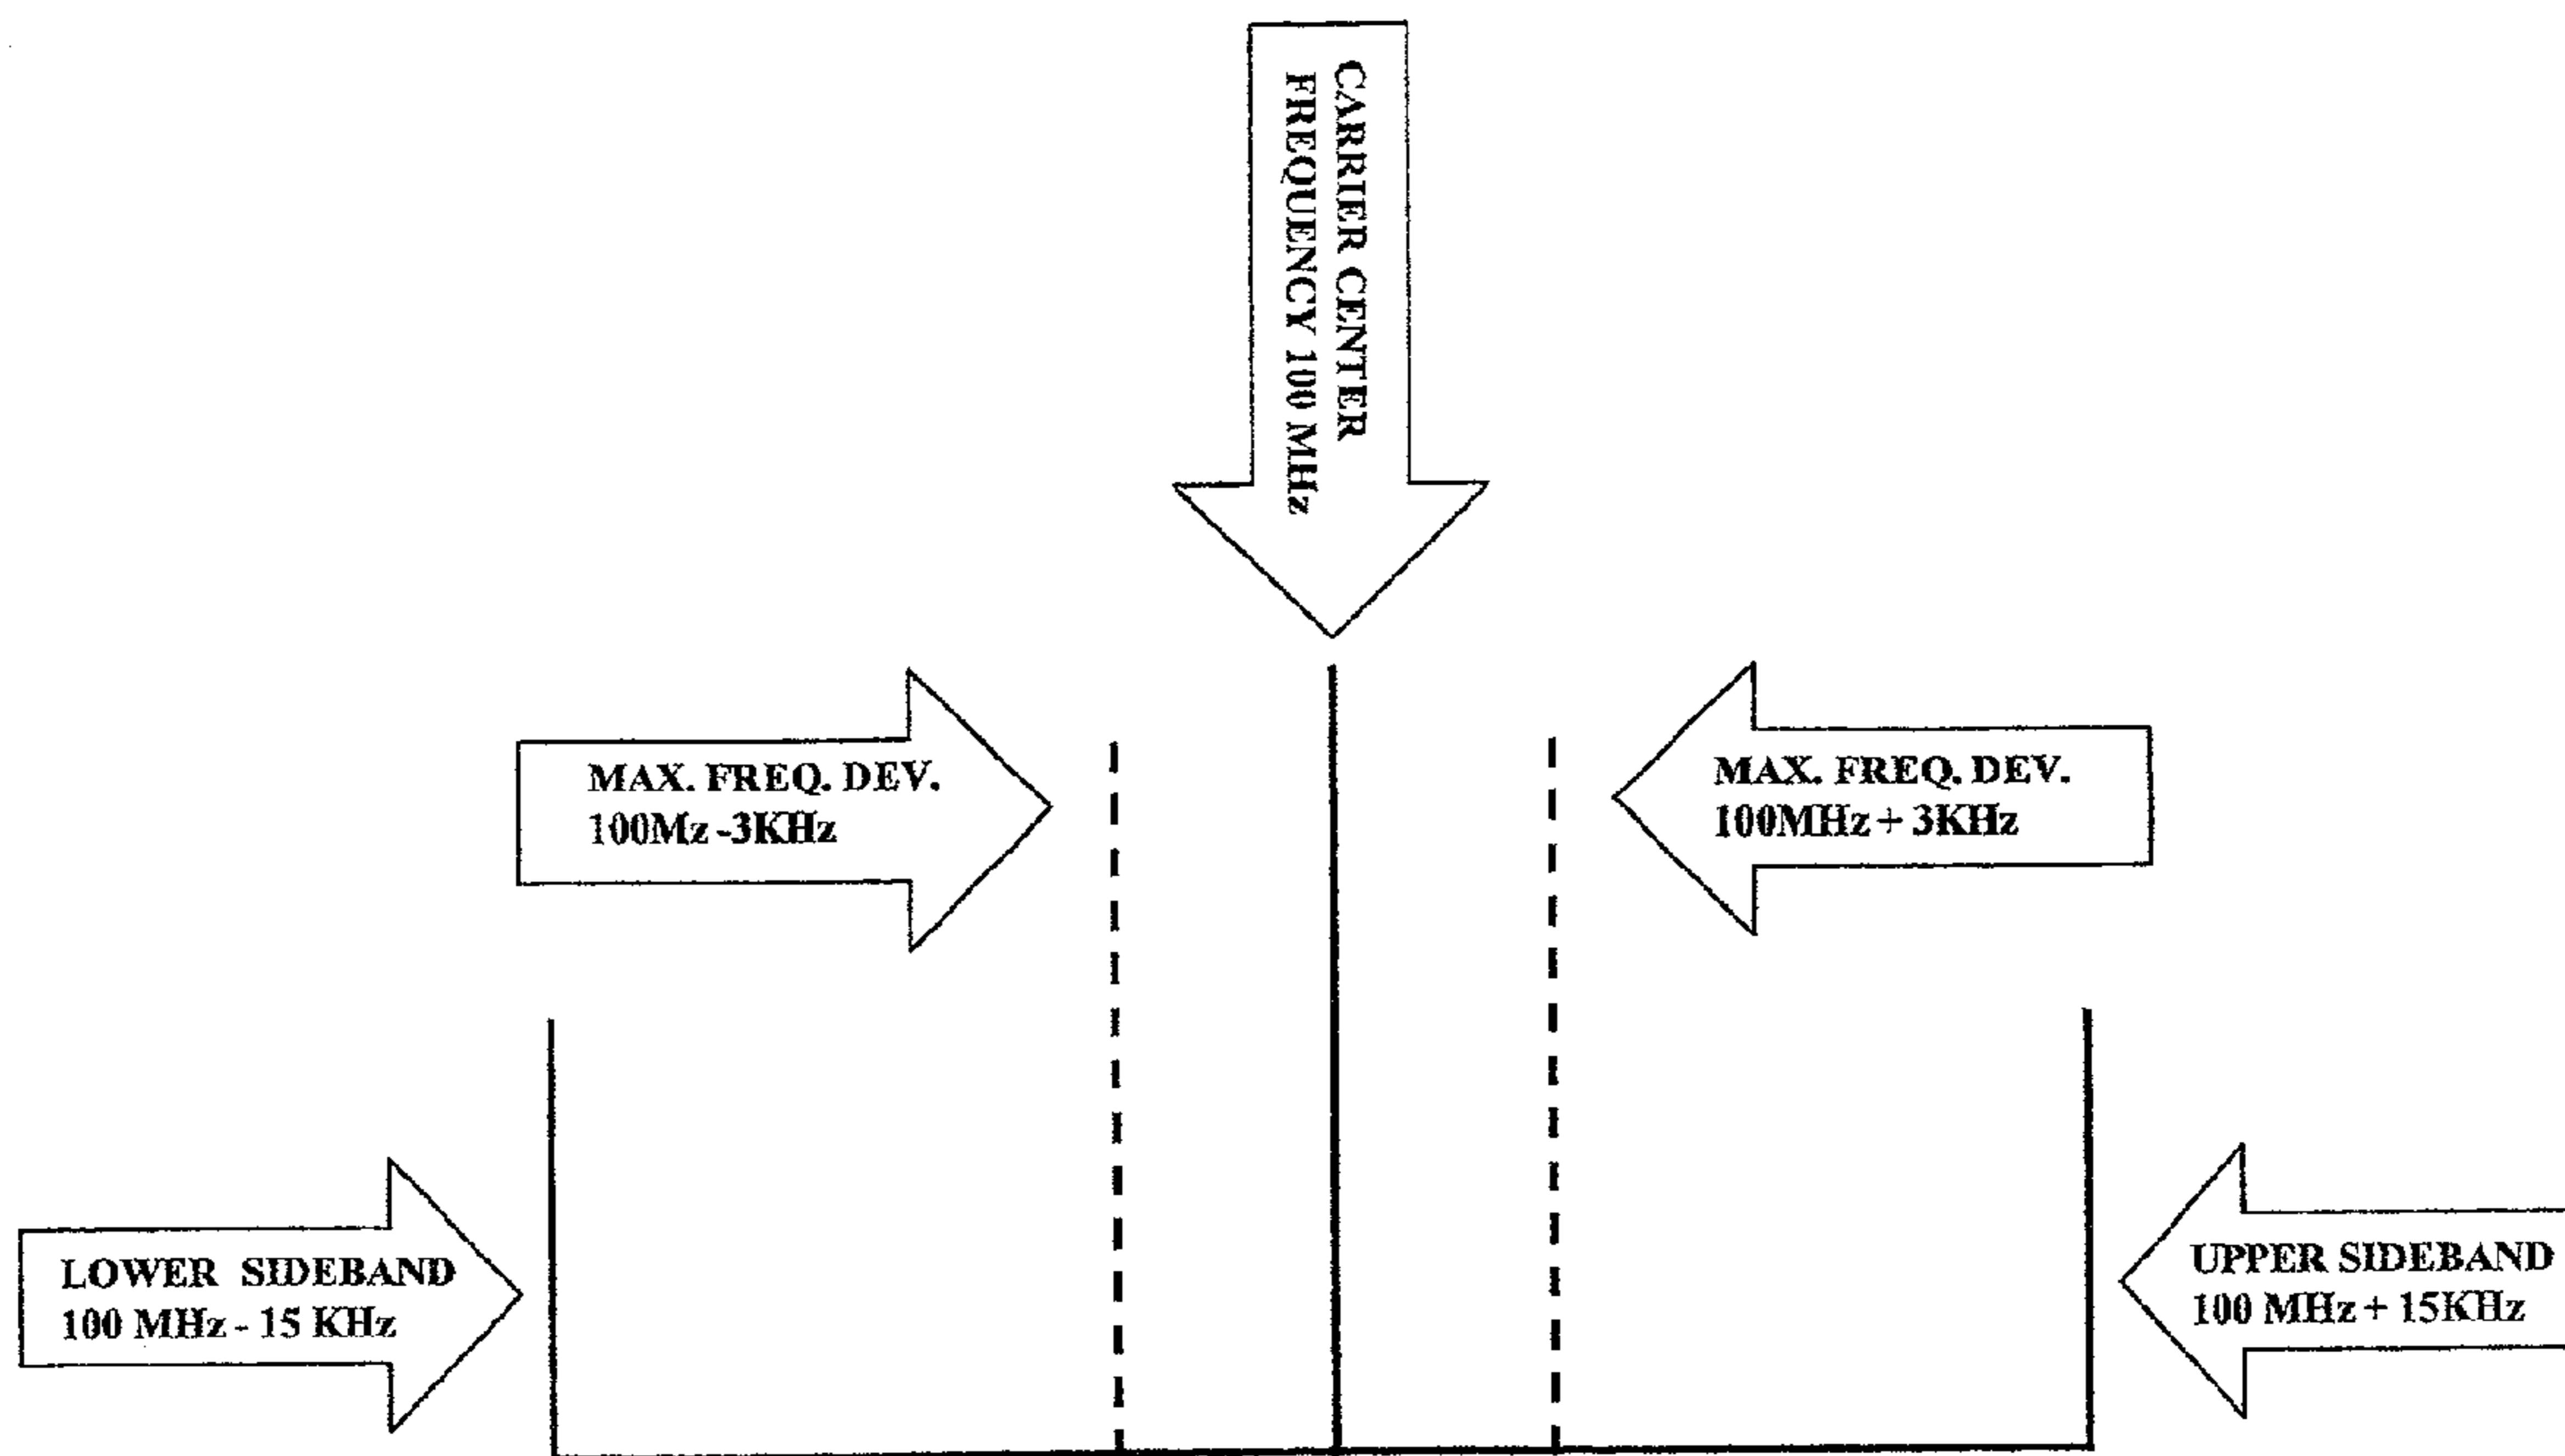 CARRIER CENTER
FREQUENCY 100 MHz
MAX. FREQ. DEV.
100Mz -3KHz
MAX. FREQ. DEV.
100MHz + 3KHz
LOWER SIDEBAND
100 MHz - 15 KHz
UPPER SIDEBAND
100 MHz + 15KHz